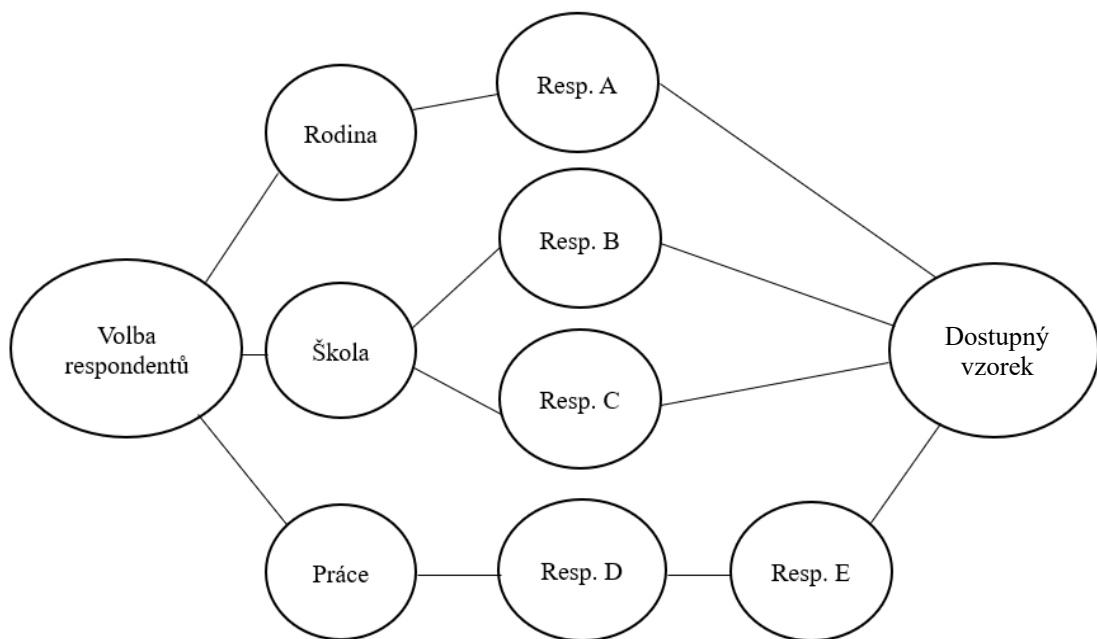 Resp. A
Rodina
Resp. B
Volba
respondentů
Škola
Dostupný
vzorek
Resp. C
Práce
Resp. D
Resp. E